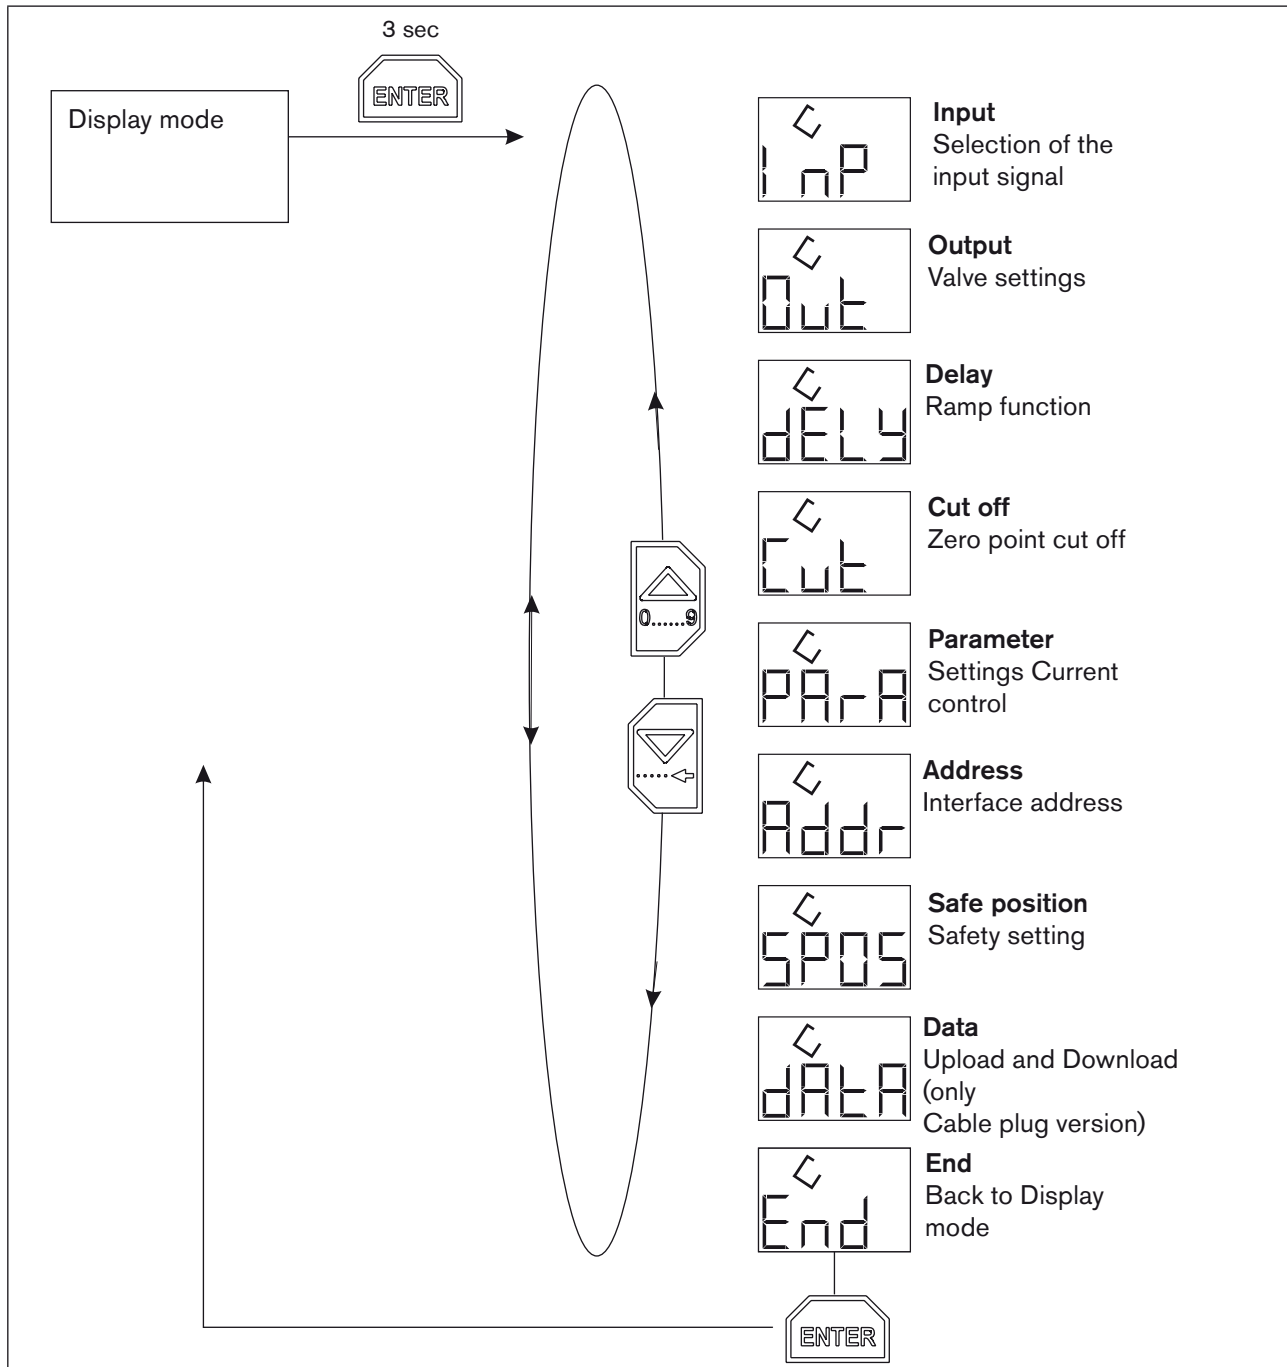 3 sec
ENTER
Display mode
InP
Input
Selection of the
input signal
Out
Output
Valve settings
dELY
Delay
Ramp function
Cut
Cut off
Zero point cut off
0......9
PArA
Parameter
Settings Current
control
Addr
Address
Interface address
SPOS
Safe position
Safety setting
dAtA
Data
Upload and Download
(only
Cable plug version)
End
End
Back to Display
mode
ENTER